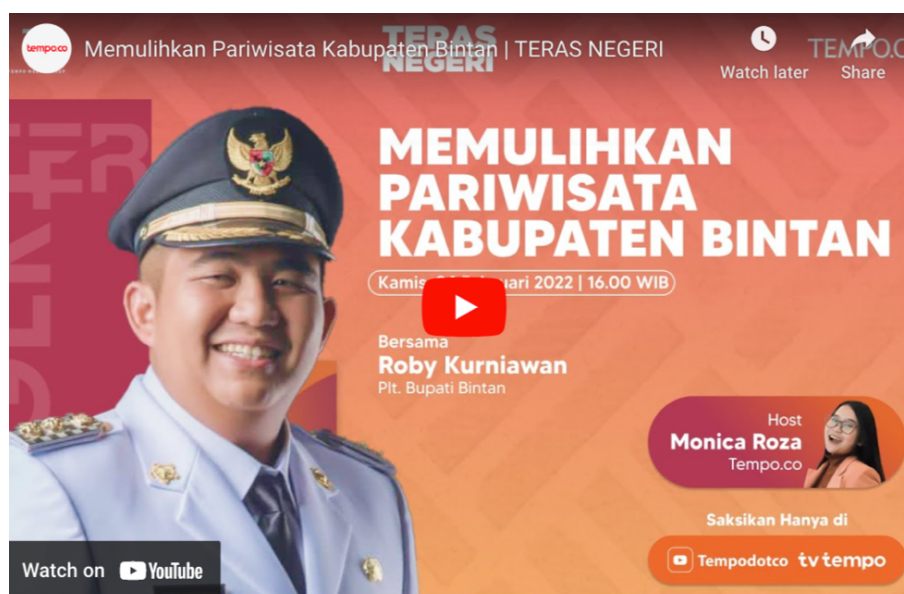 tempo.co
Memulihkan Pariwisata Kabupaten Bintan | TERAS NEGERI
Watch later
Share
TERAS
NEGERI
TEMPO.C
MEMULIHKAN
PARIWISATA
KABUPATEN BINTAN
Kamis, ari 2022 | 16.00 WIB
Bersama
Roby Kurniawan
Plt. Bupati Bintan
Host
Monica Roza
Tempo.co
Saksikan Hanya di
Tempodotco tvtempo
Watch on YouTube